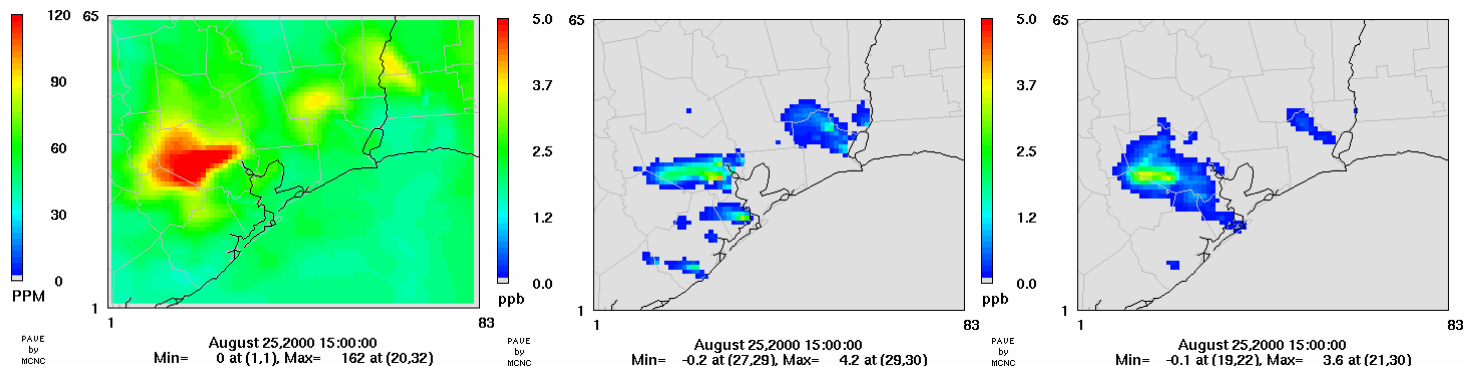 120
90
60
30
0
PPM
PAVE
by
MCNC
65
1
1
83
August 25,2000 15:00:00
Min= 0 at (1,1), Max= 162 at (20,32)
5.0
3.7
2.5
1.2
0.0
ppb
PAVE
by
MCNC
65
1
1
83
August 25,2000 15:00:00
Min= -0.2 at (27,29), Max= 4.2 at (29,30)
5.0
3.7
2.5
1.2
0.0
ppb
PAVE
by
MCNC
65
1
1
83
August 25,2000 15:00:00
Min= -0.1 at (19,22), Max= 3.6 at (21,30)